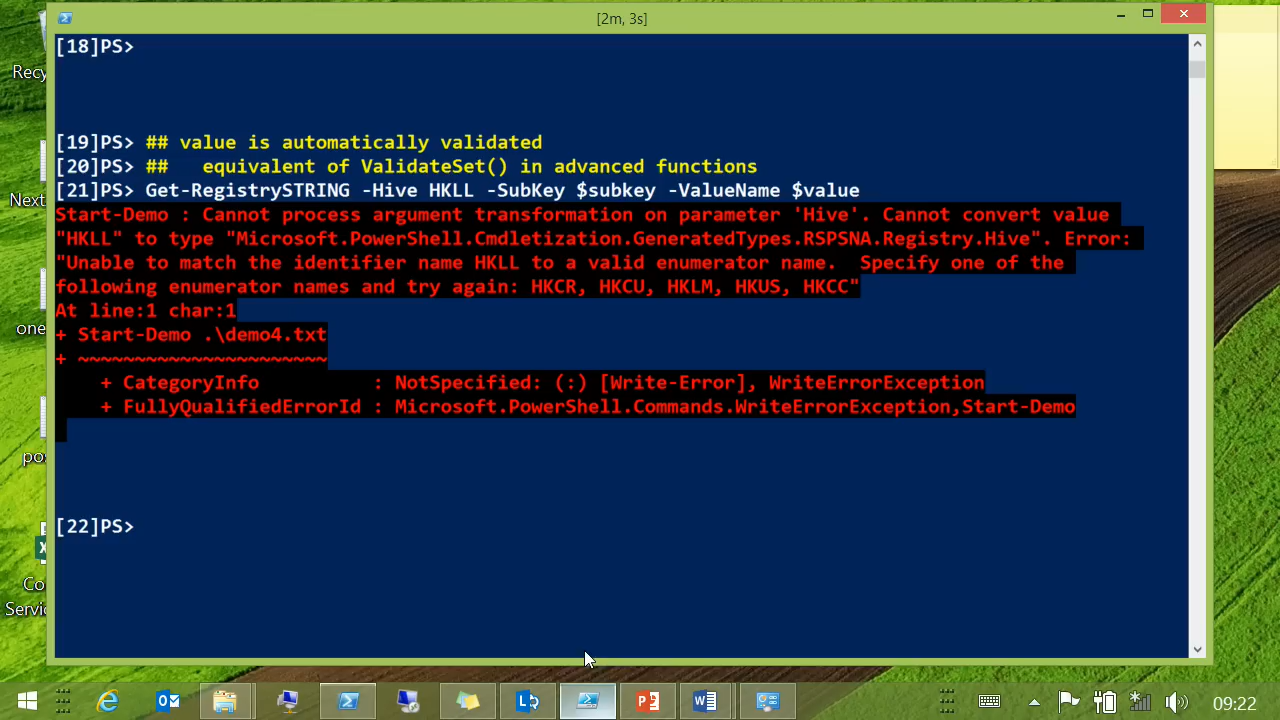 [2m, 3s]
[18]PS>
[19]PS> ## value is automatically validated
[20]PS> ##   equivalent of ValidateSet() in advanced functions
[21]PS> Get-RegistrySTRING -Hive HKLL -SubKey $subkey -ValueName $value
Start-Demo : Cannot process argument transformation on parameter 'Hive'. Cannot convert value
"HKLL" to type "Microsoft.PowerShell.Cmdletization.GeneratedTypes.RSPSNA.Registry.Hive". Error:
"Unable to match the identifier name HKLL to a valid enumerator name.  Specify one of the
following enumerator names and try again: HKCR, HKCU, HKLM, HKUS, HKCC"
At line:1 char:1
+ Start-Demo .\demo4.txt
+ ~~~~~~~~~~~~~~~~~~~~~~
    + CategoryInfo          : NotSpecified: (:) [Write-Error], WriteErrorException
    + FullyQualifiedErrorId : Microsoft.PowerShell.Commands.WriteErrorException,Start-Demo
[22]PS>
Recy
Next
one
pos
Co
Servic
09:22